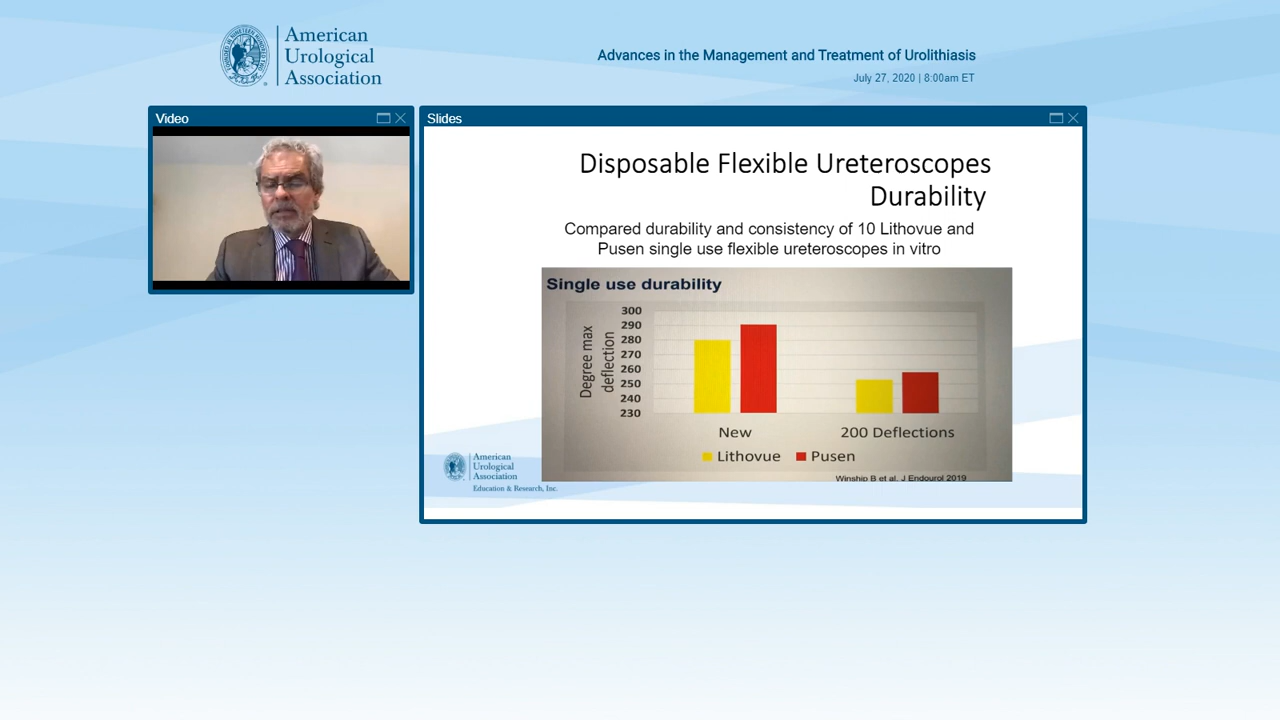 American
Urological
Association
Advances in the Management and Treatment of Urolithiasis
July 27, 2020 | 8:00am ET
Video
Slides
Disposable Flexible Ureteroscopes
Durability
Compared durability and consistency of 10 Lithovue and
Pusen single use flexible ureteroscopes in vitro
Single use durability
Degree max
deflection
300
290
280
270
260
250
240
230
New
200 Deflections
Lithovue
Pusen
Winship B et al. J Endourol 2019
American
Urological
Association
Education & Research, Inc.